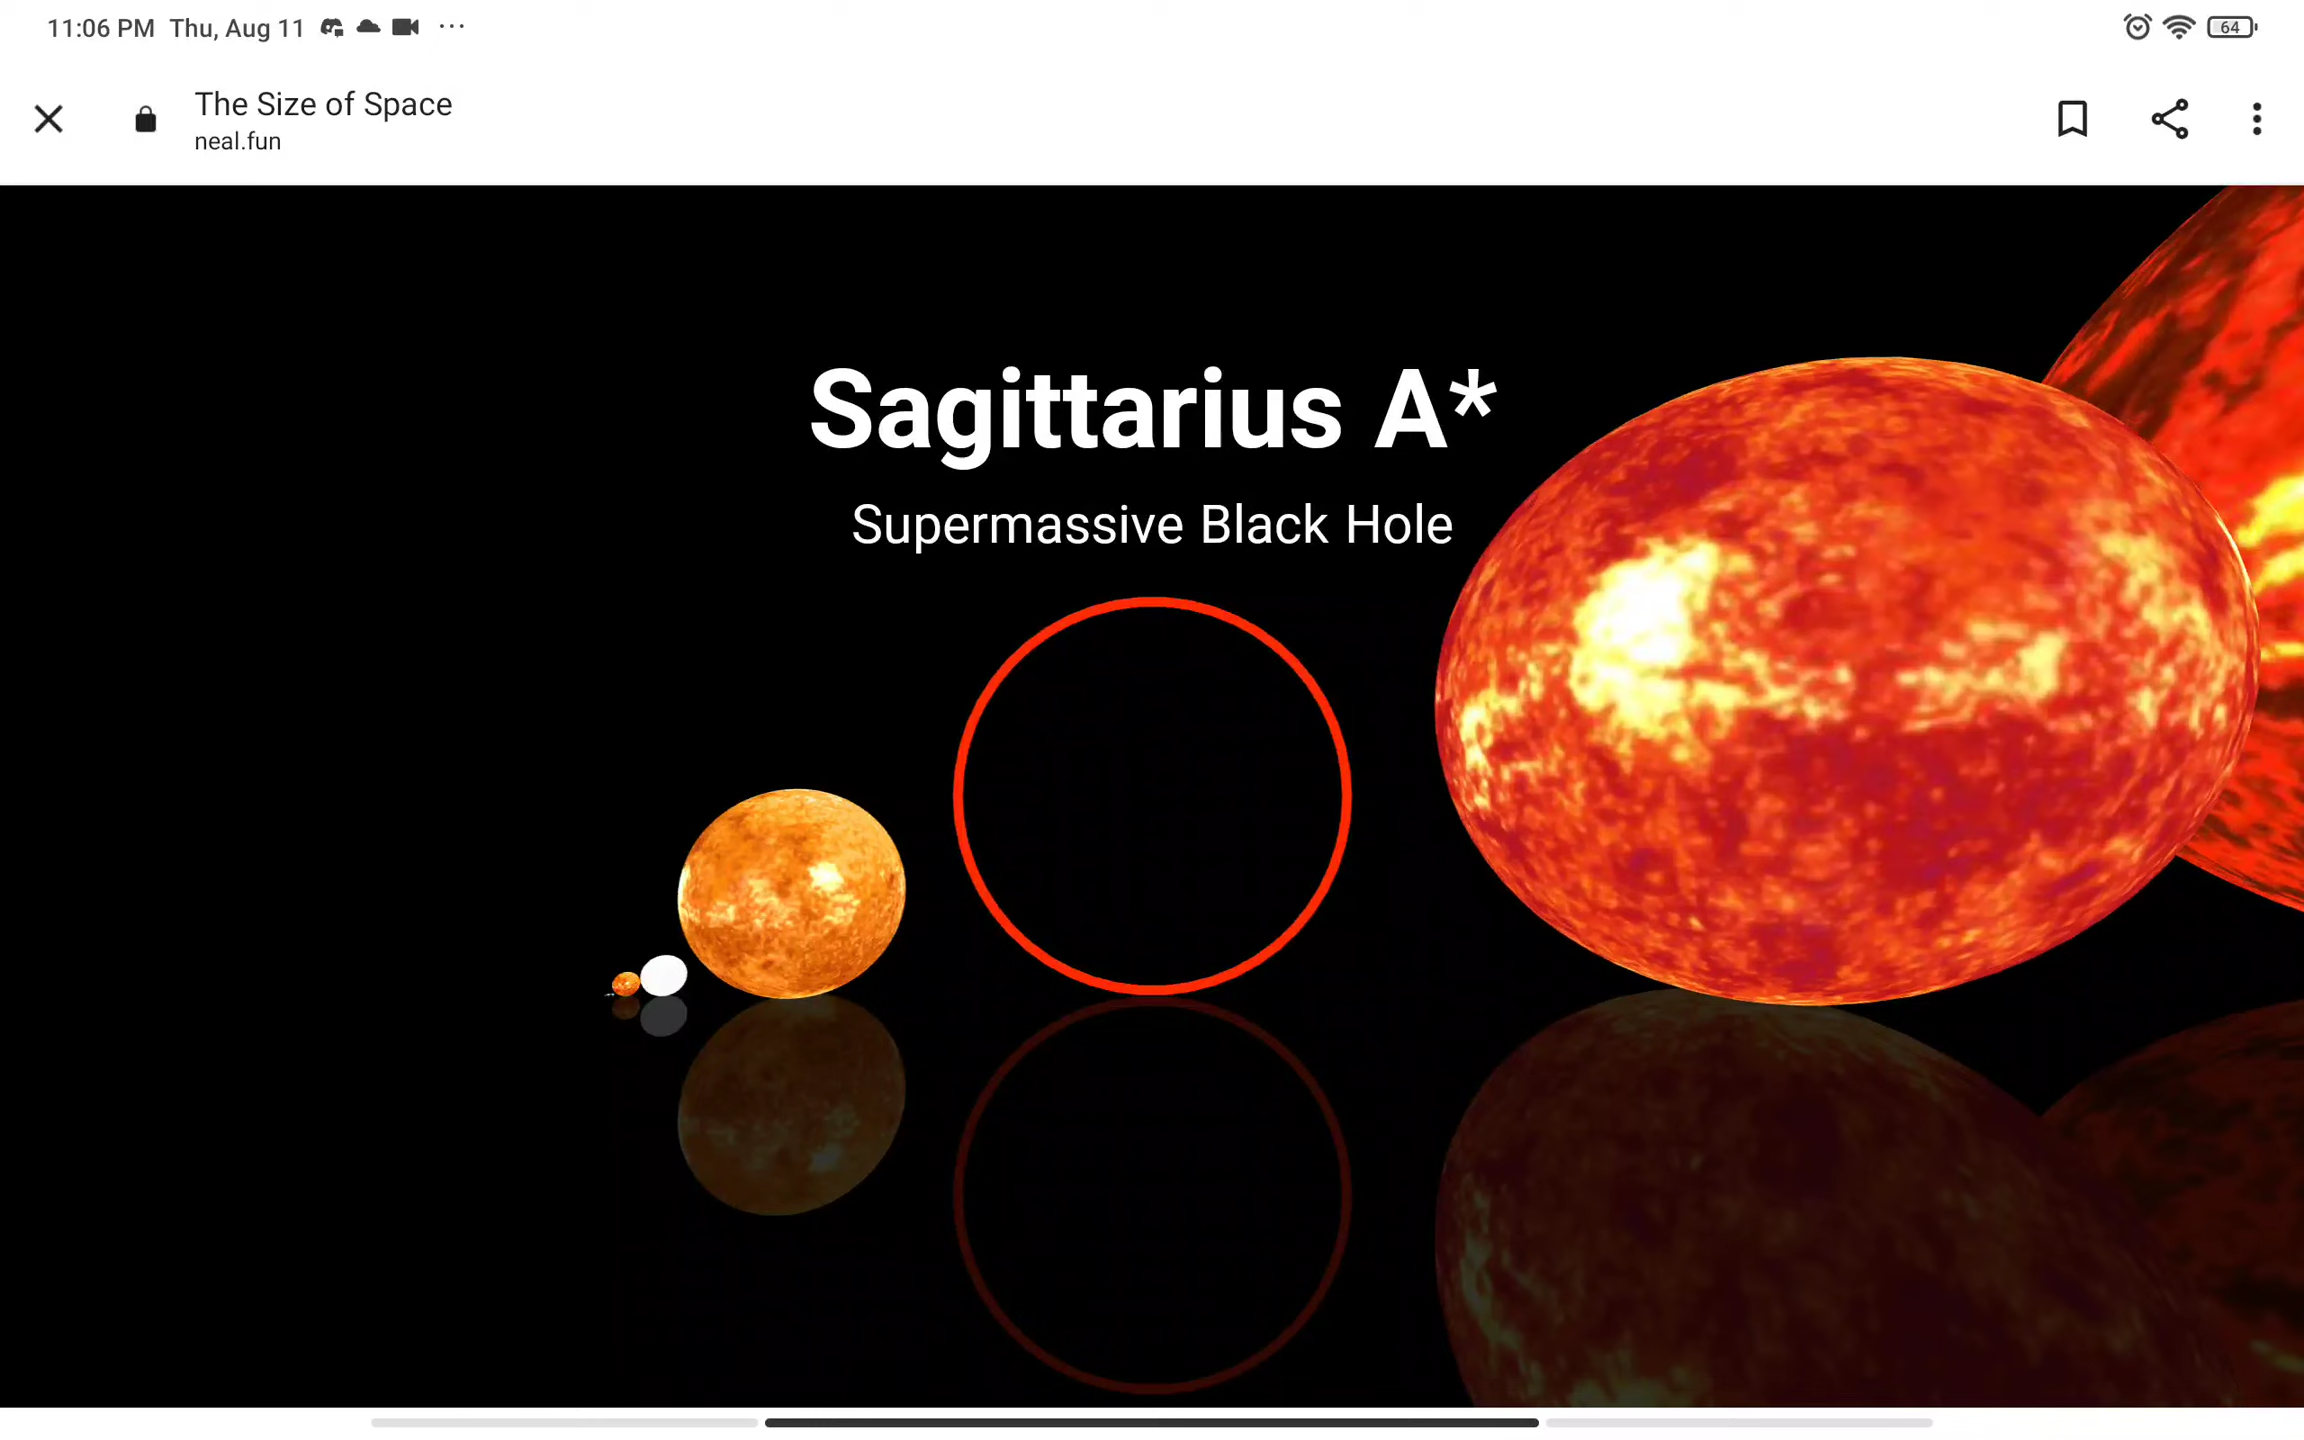 11:06 PM Thu, Aug 11 ... 64
The Size of Space
neal.fun
Sagittarius A*
Supermassive Black Hole